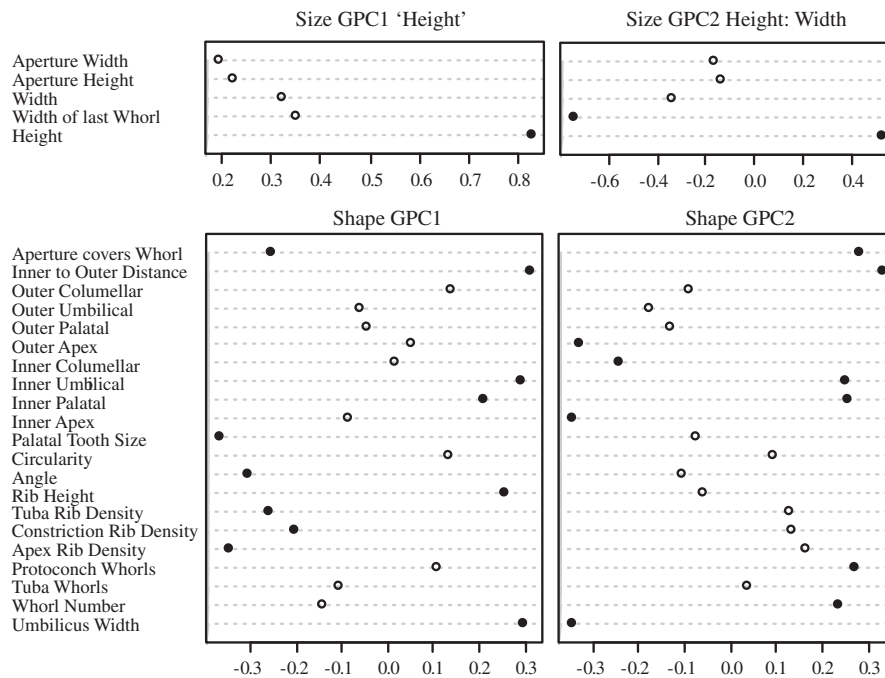 Size GPC1 ‘Height’
Size GPC2 Height: Width
Aperture Width
Aperture Height
Width
Width of last Whorl
Height
0.2 0.3 0.4 0.5 0.6 0.7 0.8
-0.6 -0.4 -0.2 0.0 0.2 0.4
Shape GPC1
Shape GPC2
Aperture covers Whorl
Inner to Outer Distance
Outer Columellar
Outer Umbilical
Outer Palatal
Outer Apex
Inner Columellar
Inner Umbilical
Inner Palatal
Inner Apex
Palatal Tooth Size
Circularity
Angle
Rib Height
Tuba Rib Density
Constriction Rib Density
Apex Rib Density
Protoconch Whorls
Tuba Whorls
Whorl Number
Umbilicus Width
-0.3 -0.2 -0.1 0.0 0.1 0.2 0.3
-0.3 -0.2 -0.1 0.0 0.1 0.2 0.3